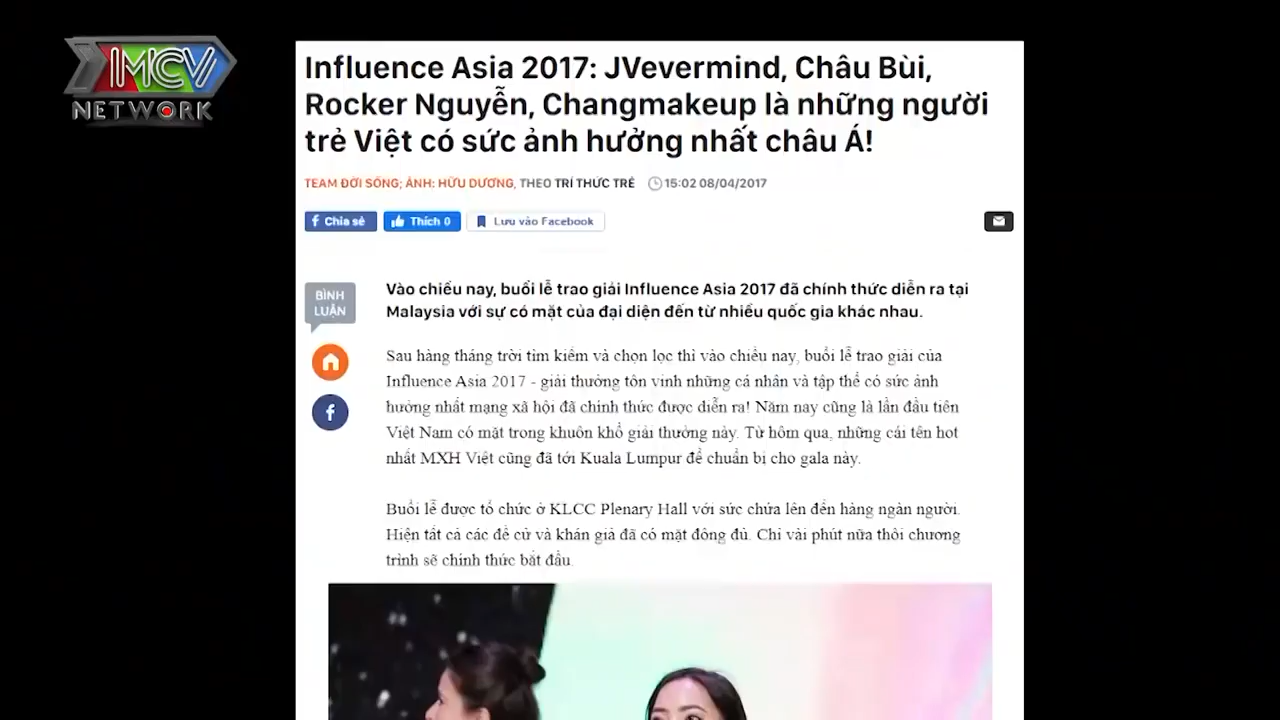 MCV
NETWORK
Influence Asia 2017: JVevermind, Châu Bùi,
Rocker Nguyễn, Changmakeup là những người
trẻ Việt có sức ảnh hưởng nhất châu Á!
TEAM ĐỜI SỐNG; ẢNH: HỮU DƯƠNG, THEO TRÍ THỨC TRẺ 15:02 08/04/2017
Chia sẻ Thích 0 Lưu vào Facebook
BÌNH
LUẬN
Vào chiều nay, buổi lễ trao giải Influence Asia 2017 đã chính thức diễn ra tại
Malaysia với sự có mặt của đại diện đến từ nhiều quốc gia khác nhau.
Sau hàng tháng trời tìm kiếm và chọn lọc thì vào chiều nay, buổi lễ trao giải của
Influence Asia 2017 - giải thưởng tôn vinh những cá nhân và tập thể có sức ảnh
hưởng nhất mạng xã hội đã chính thức được diễn ra! Năm nay cũng là lần đầu tiên
Việt Nam có mặt trong khuôn khổ giải thưởng này. Từ hôm qua, những cái tên hot
nhất MXH Việt cũng đã tới Kuala Lumpur để chuẩn bị cho gala này.
Buổi lễ được tổ chức ở KLCC Plenary Hall với sức chứa lên đến hàng ngàn người.
Hiện tất cả các đề cử và khán giả đã có mặt đông đủ. Chỉ vài phút nữa thôi chương
trình sẽ chính thức bắt đầu.